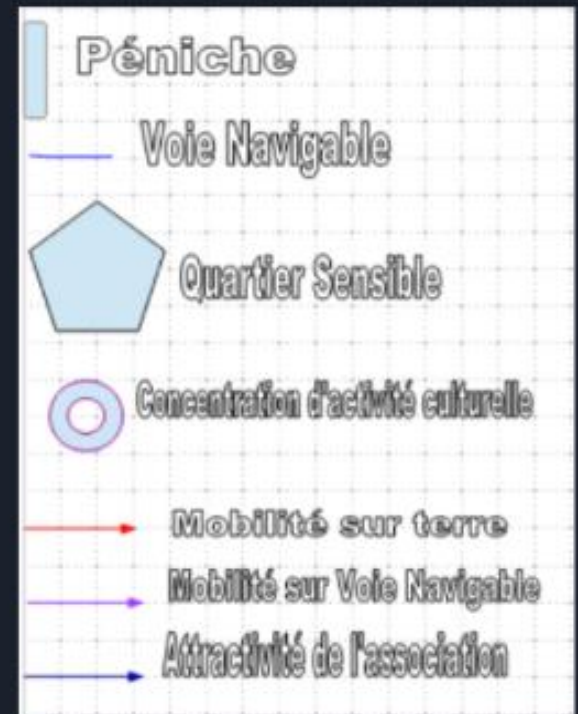 Péniche
Voie Navigable
Quartier Sensible
Concentration d'activité culturelle
Mobilité sur terre
Mobilité sur Voie Navigable
Attractivité de l'association